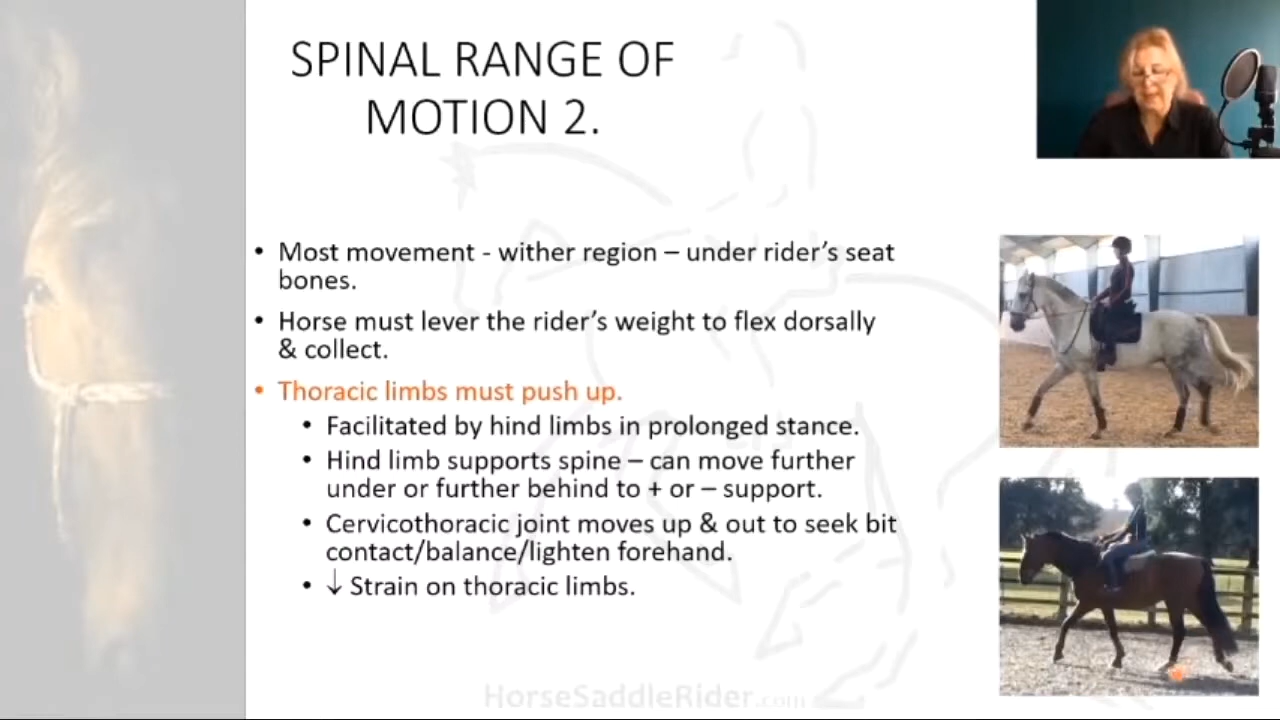 SPINAL RANGE OF
MOTION 2.
• Most movement - wither region – under rider's seat
bones.
• Horse must lever the rider's weight to flex dorsally
& collect.
• Thoracic limbs must push up.
• Facilitated by hind limbs in prolonged stance.
• Hind limb supports spine – can move further
under or further behind to + or – support.
• Cervicothoracic joint moves up & out to seek bit
contact/balance/lighten forehand.
• ↓ Strain on thoracic limbs.
HorseSaddleRider.com